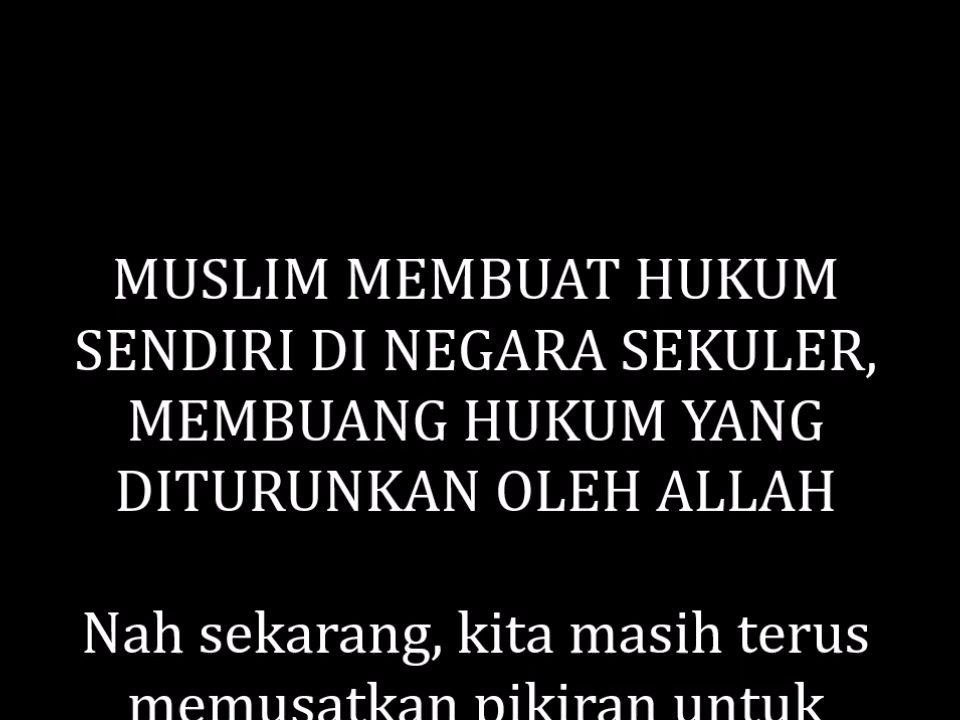 MUSLIM MEMBUAT HUKUM
SENDIRI DI NEGARA SEKULER,
MEMBUANG HUKUM YANG
DITURUNKAN OLEH ALLAH
Nah sekarang, kita masih terus
memusatkan pikiran untuk